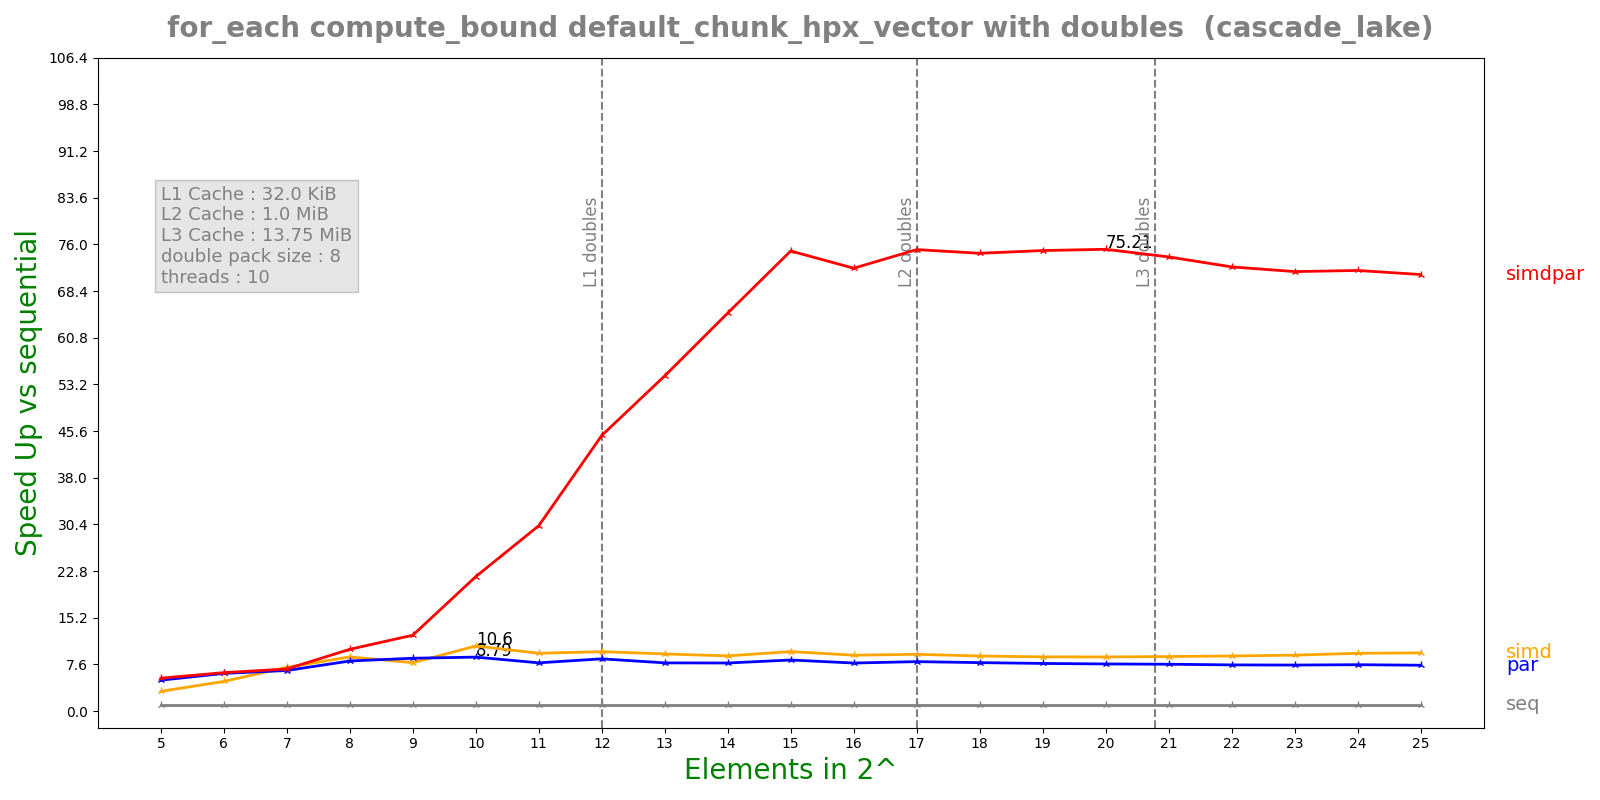 for_each compute_bound default_chunk_hpx_vector with doubles (cascade_lake)
Speed Up vs sequential
106.4
98.8
91.2
83.6
76.0
68.4
60.8
53.2
45.6
38.0
30.4
22.8
15.2
7.6
0.0
L1 Cache : 32.0 KiB
L2 Cache : 1.0 MiB
L3 Cache : 13.75 MiB
double pack size : 8
threads : 10
L1 doubles
L2 doubles
L3 doubles
75.21
10.6
8.79
simdpar
simd
par
seq
5 6 7 8 9 10 11 12 13 14 15 16 17 18 19 20 21 22 23 24 25
Elements in 2^